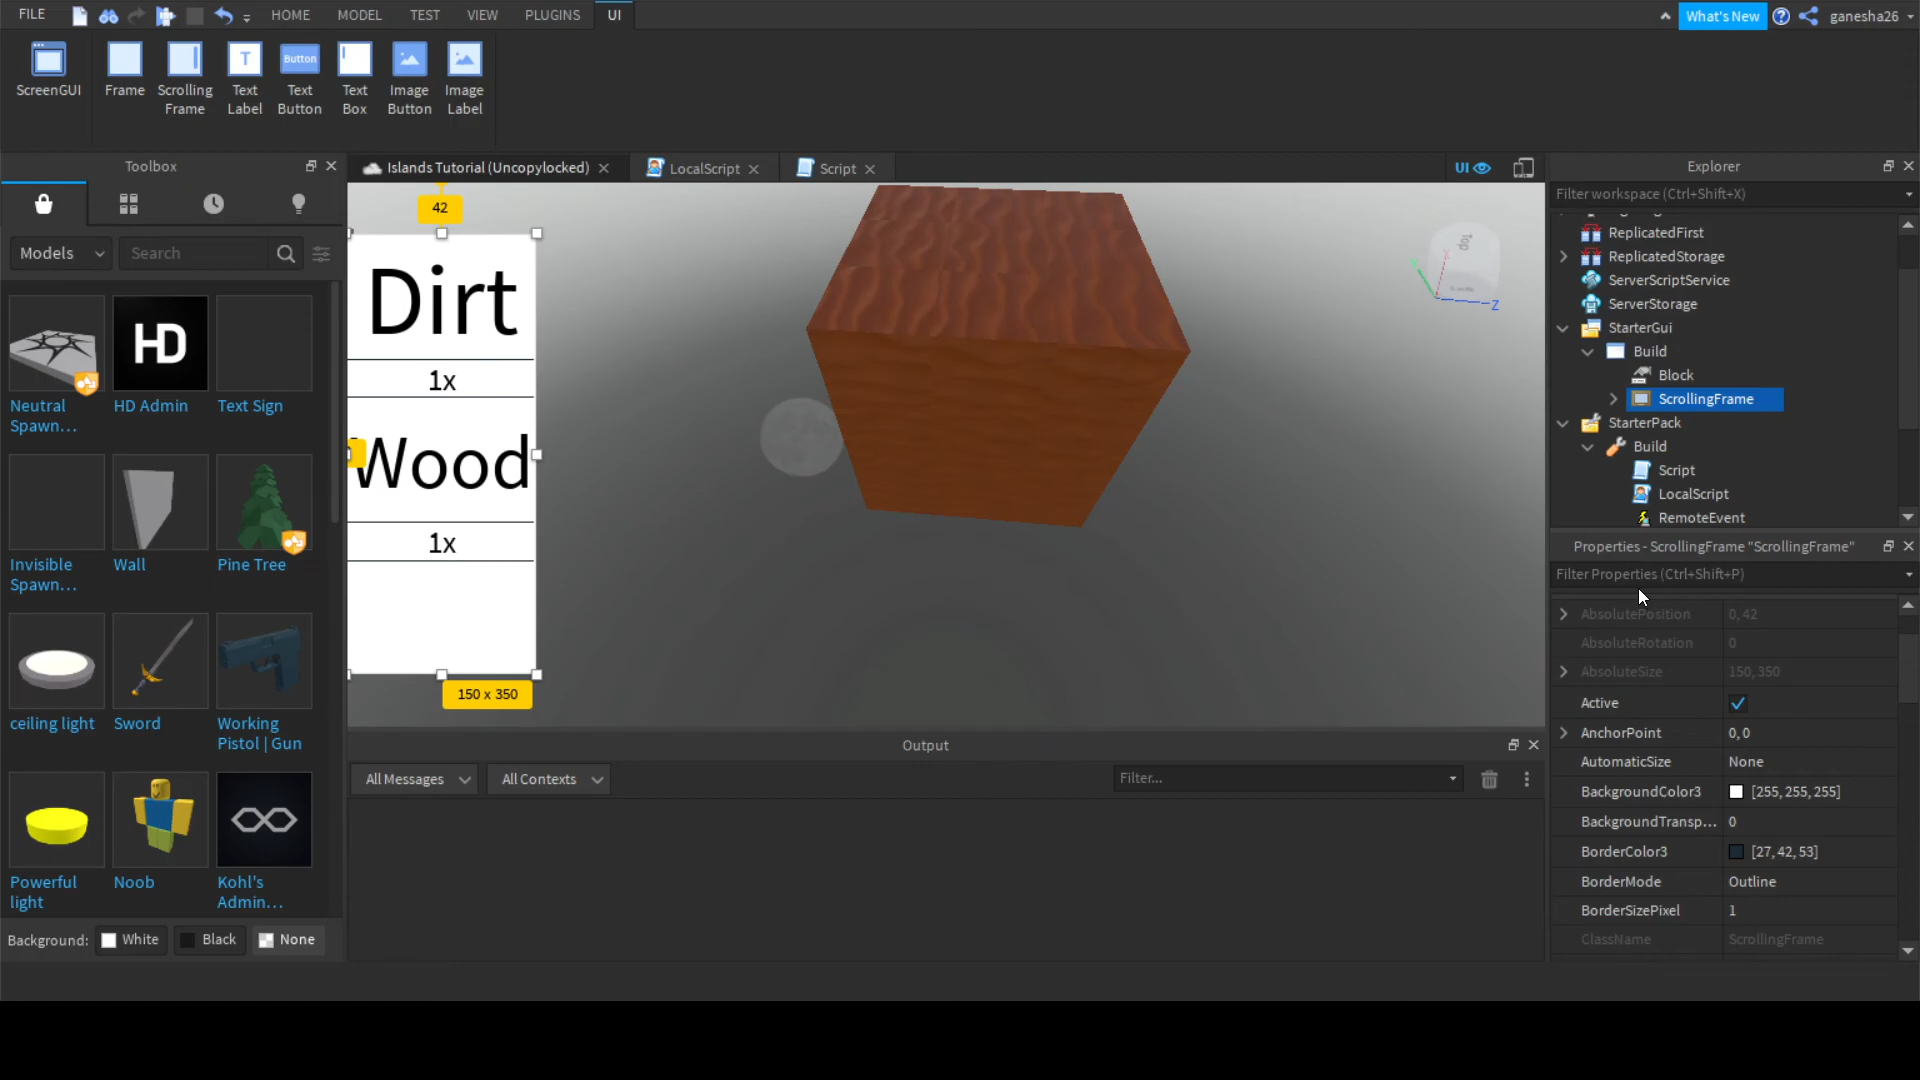 FILE
HOME
MODEL
TEST
VIEW
PLUGINS
UI
What's New
ganesha26
ScreenGUI
Frame
Scrolling
Frame
T
Text
Label
Button
Text
Button
Text
Box
Image
Button
Image
Label
Toolbox
Models
Search
Neutral
Spawn...
HD
HD Admin
Text Sign
Invisible
Spawn...
Wall
Pine Tree
ceiling light
Sword
Working
Pistol | Gun
Powerful
light
Noob
Kohl's
Admin...
Background:
White
Black
None
Islands Tutorial (Uncopylocked)
LocalScript
Script
UI
42
Dirt
1x
Wood
1x
150 x 350
Top
Z
Output
All Messages
All Contexts
Filter...
Explorer
Filter workspace (Ctrl+Shift+X)
ReplicatedFirst
ReplicatedStorage
ServerScriptService
ServerStorage
StarterGui
Build
Block
ScrollingFrame
StarterPack
Build
Script
LocalScript
RemoteEvent
Properties - ScrollingFrame "ScrollingFrame"
Filter Properties (Ctrl+Shift+P)
AbsolutePosition 0, 42
AbsoluteRotation 0
AbsoluteSize 150, 350
Active
AnchorPoint 0, 0
AutomaticSize None
BackgroundColor3 [255, 255, 255]
BackgroundTransp... 0
BorderColor3 [27, 42, 53]
BorderMode Outline
BorderSizePixel 1
ClassName ScrollingFrame